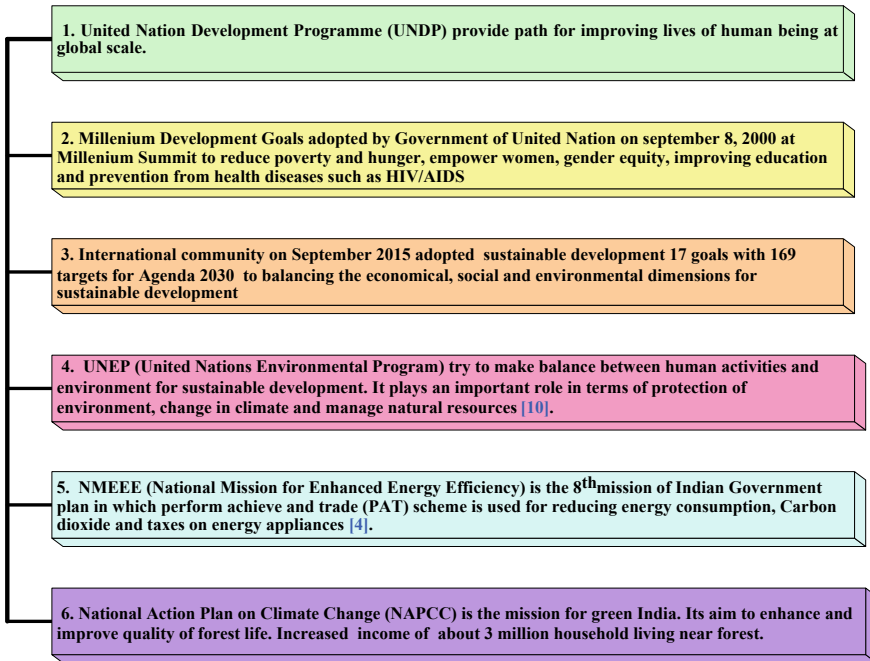 1. United Nation Development Programme (UNDP) provide path for improving lives of human being at
global scale.
2. Millenium Development Goals adopted by Government of United Nation on september 8, 2000 at
Millenium Summit to reduce poverty and hunger, empower women, gender equity, improving education
and prevention from health diseases such as HIV/AIDS
3. International community on September 2015 adopted sustainable development 17 goals with 169
targets for Agenda 2030 to balancing the economical, social and environmental dimensions for
sustainable development
4. UNEP (United Nations Environmental Program) try to make balance between human activities and
environment for sustainable development. It plays an important role in terms of protection of
environment, change in climate and manage natural resources [10].
5. NMEEE (National Mission for Enhanced Energy Efficiency) is the 8thmission of Indian Government
plan in which perform achieve and trade (PAT) scheme is used for reducing energy consumption, Carbon
dioxide and taxes on energy appliances [4].
6. National Action Plan on Climate Change (NAPCC) is the mission for green India. Its aim to enhance and
improve quality of forest life. Increased income of about 3 million household living near forest.